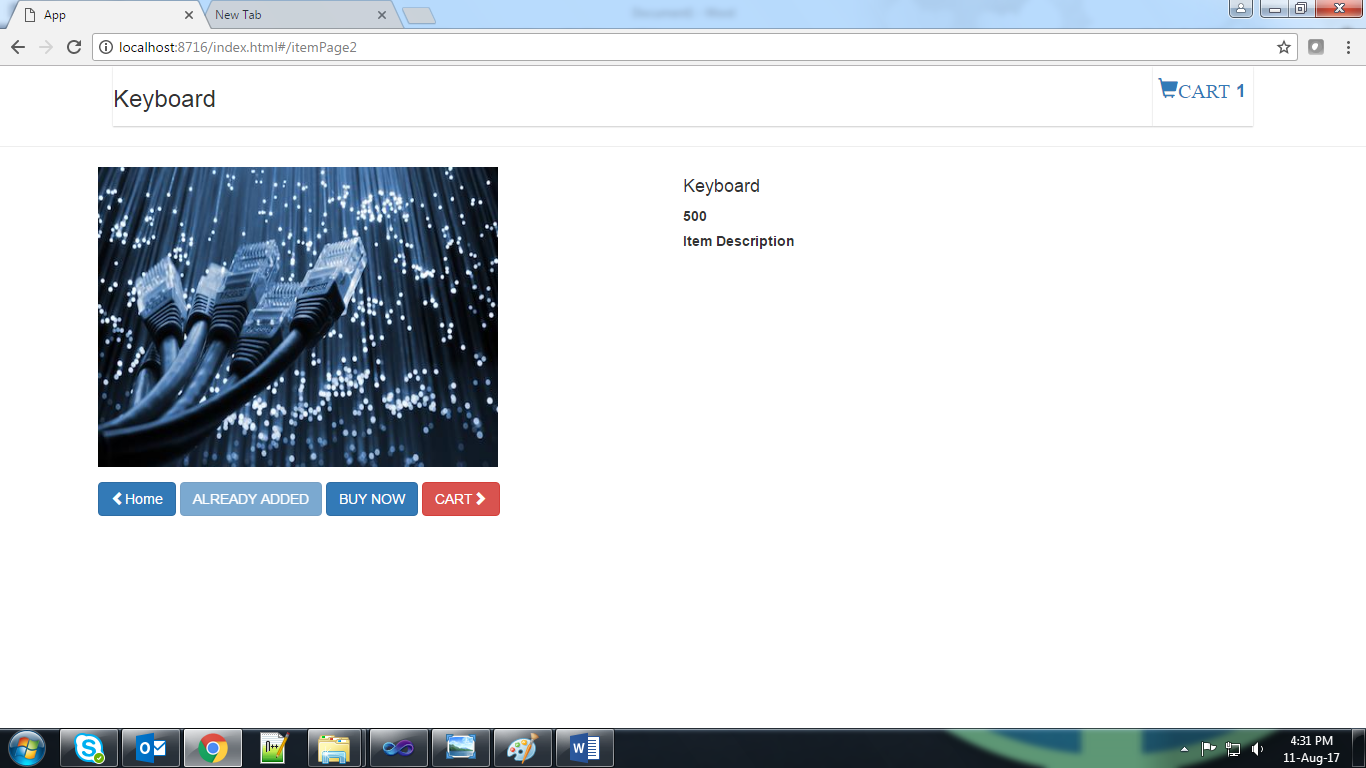 App
New Tab
localhost:8716/index.html#/itemPage2
Keyboard
CART 1
Keyboard
500
Item Description
Home
ALREADY ADDED
BUY NOW
CART
4:31 PM
11-Aug-17